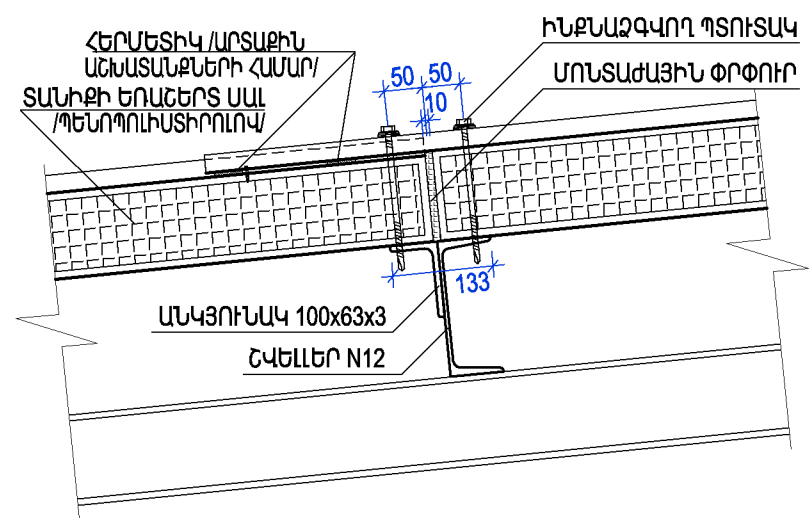 ԻՆՔՆԱՁԳՎՈՂ ՊՏՈՒՏԱԿ
ՀԵՐՄԵՏԻԿ /ԱՐՏԱՔԻՆ
ԱՇԽԱՏԱՆՔՆԵՐԻ ՀԱՄԱՐ/
50
50
ՄՈՆՏԱԺԱՅԻՆ ՓՐՓՈՒՐ
ՏԱՆԻՔԻ ԵՌԱՇԵՐՏ ՍԱԼ
/ՊԵՆՈՊՈԼԻՍՏԻՐՈԼՈՎ/
10
133
ԱՆԿՅՈՒՆԱԿ 100x63x3
ՇՎԵԼԼԵՐ N12